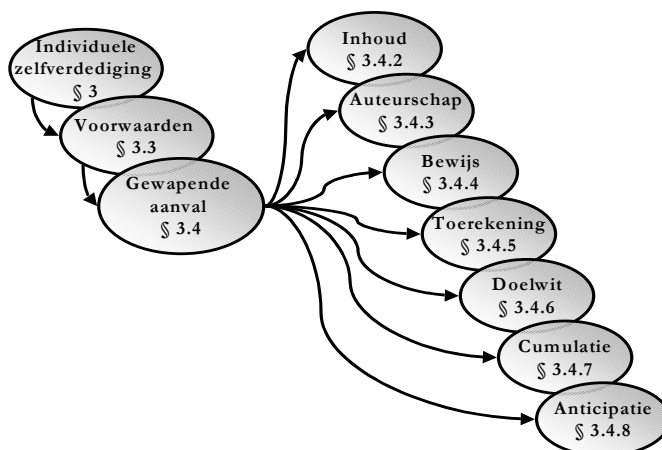 Individuele
zelfverdediging
§ 3
Voorwaarden
§ 3.3
Gewapende
aanval
§ 3.4
Inhoud
§ 3.4.2
Auteurschap
§ 3.4.3
Bewijs
§ 3.4.4
Toerekening
§ 3.4.5
Doelwit
§ 3.4.6
Cumulatie
§ 3.4.7
Anticipatie
§ 3.4.8